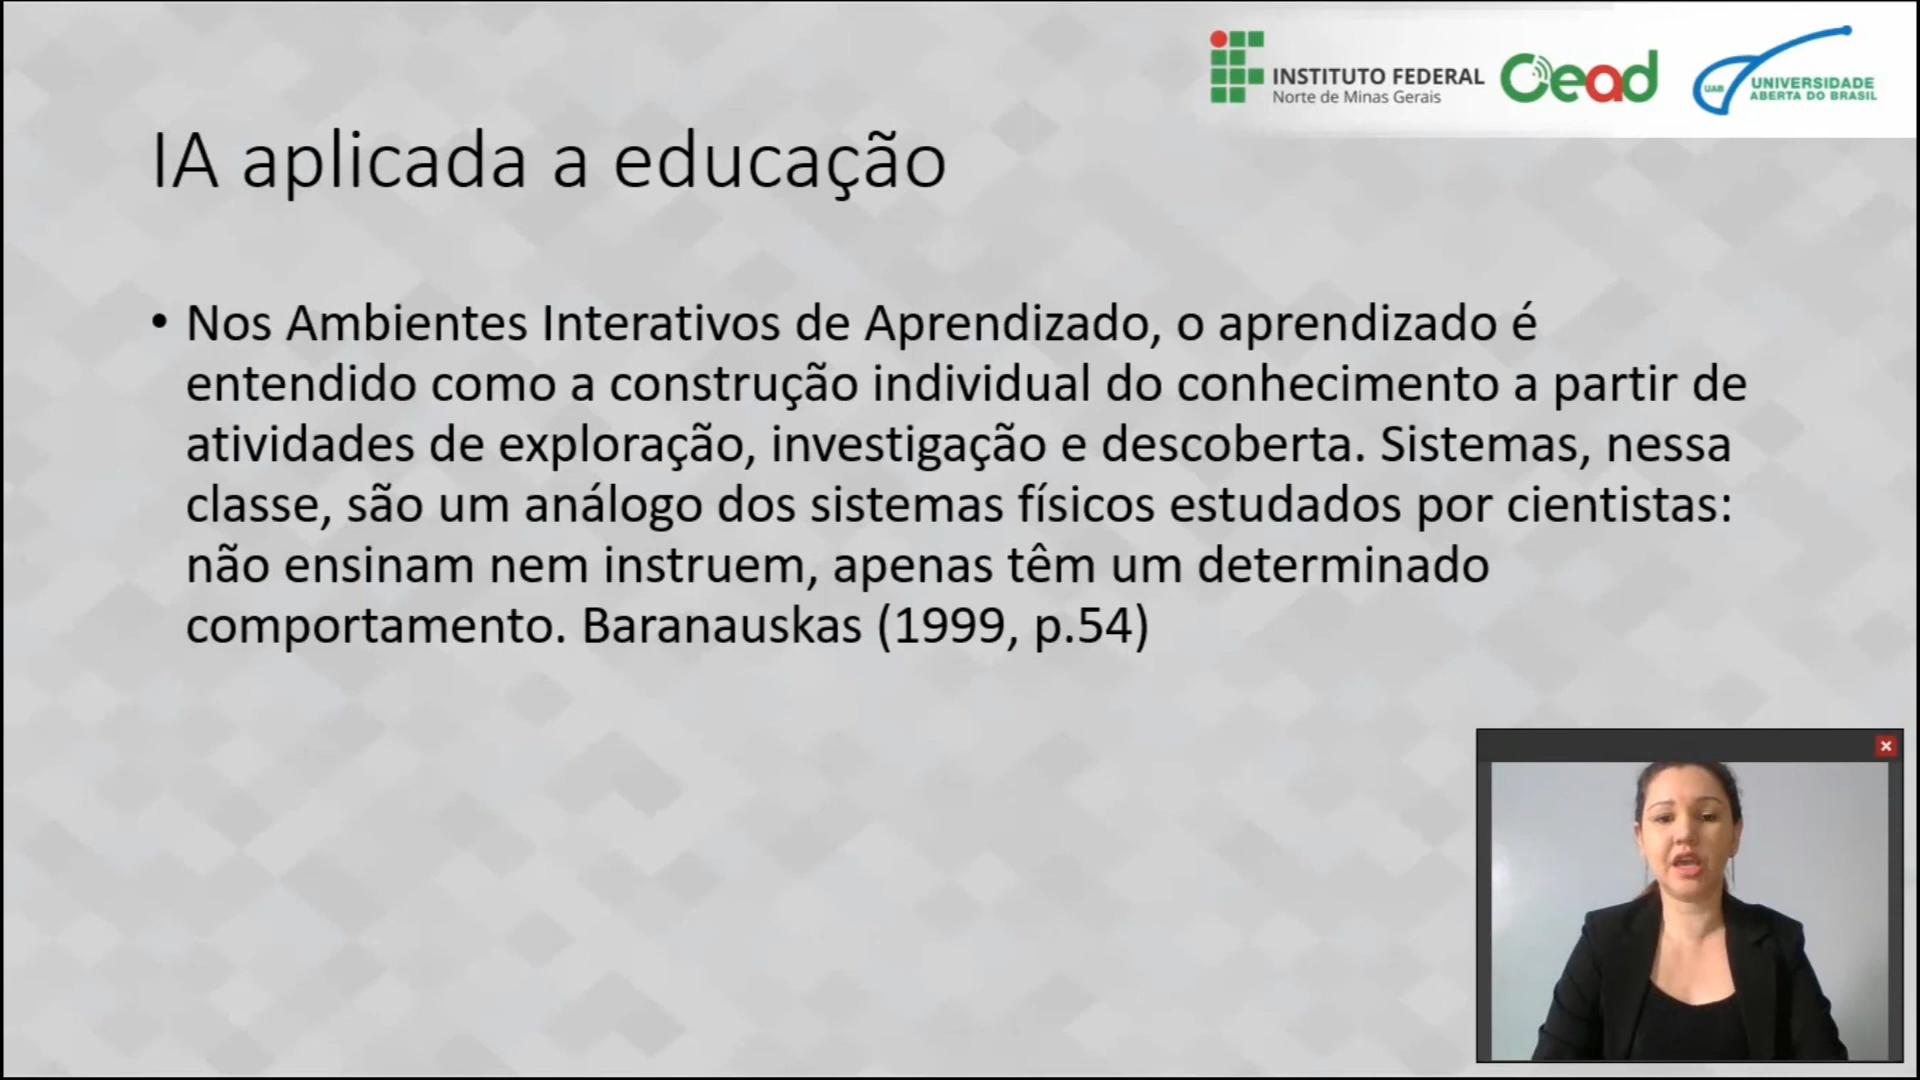 INSTITUTO FEDERAL
Norte de Minas Gerais
Cead
UAB
UNIVERSIDADE
ABERTA DO BRASIL
IA aplicada a educação
• Nos Ambientes Interativos de Aprendizado, o aprendizado é
entendido como a construção individual do conhecimento a partir de
atividades de exploração, investigação e descoberta. Sistemas, nessa
classe, são um análogo dos sistemas físicos estudados por cientistas:
não ensinam nem instruem, apenas têm um determinado
comportamento. Baranauskas (1999, p.54)